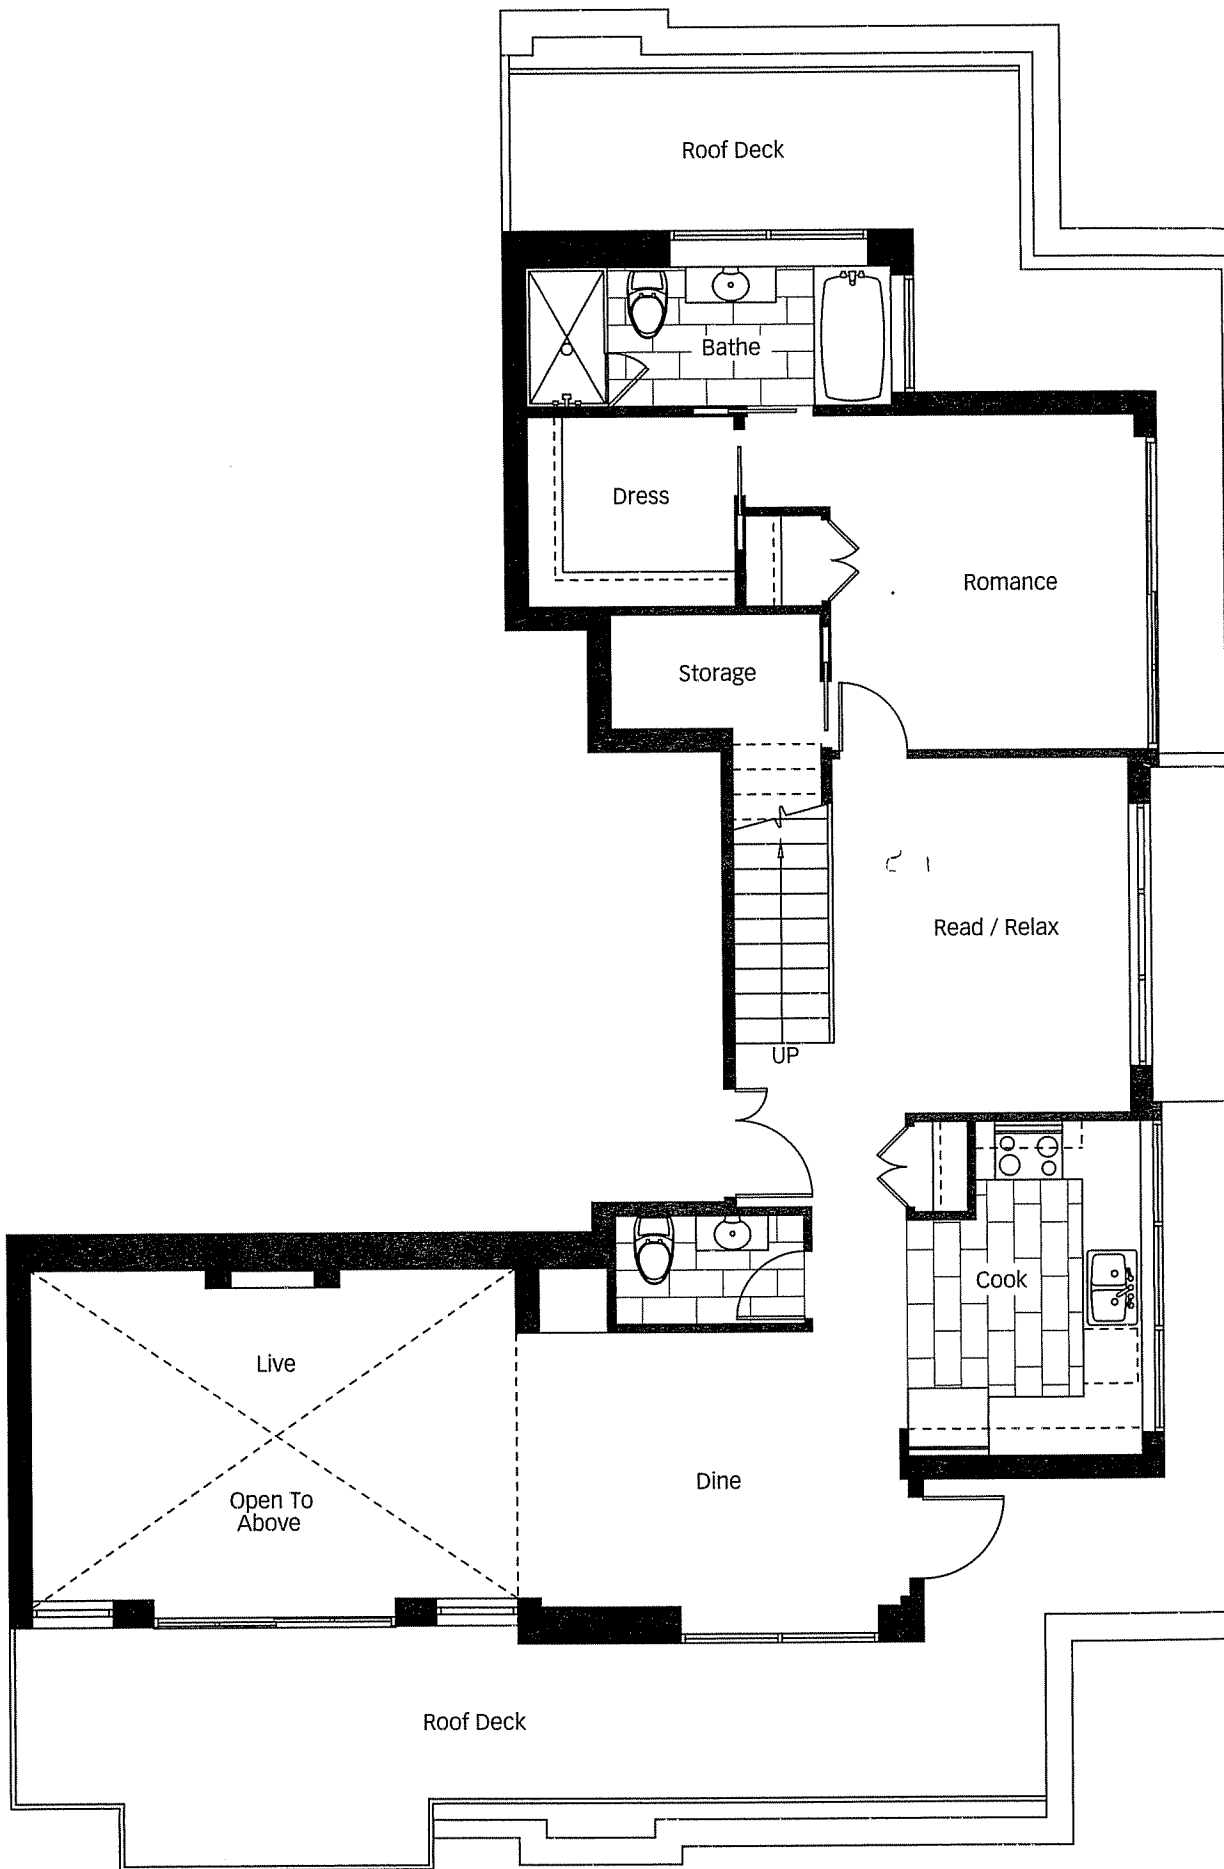 Roof Deck
Bathe
Dress
Romance
Storage
Read / Relax
UP
Cook
Live
Open To
Above
Dine
Roof Deck